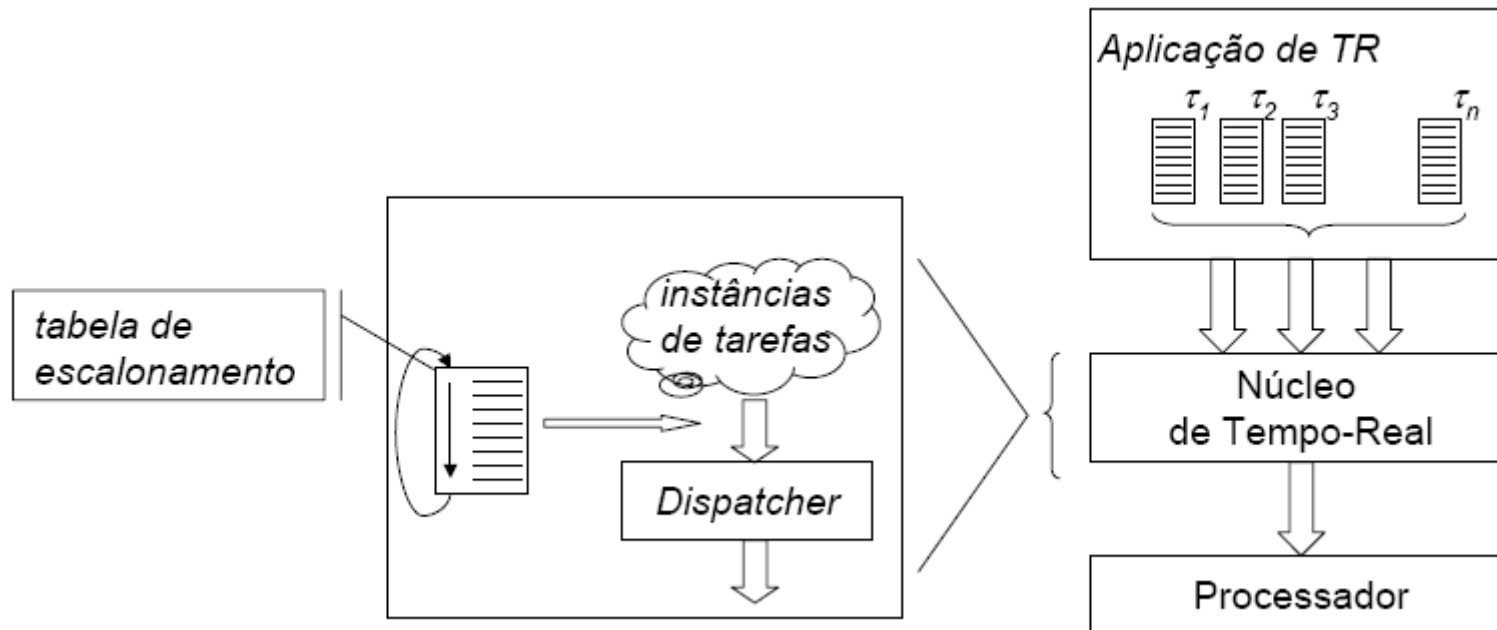 Aplicação de TR
τ1 τ2 τ3 τn
instâncias
de tarefas
tabela de
escalonamento
Núcleo
de Tempo-Real
Dispatcher
Processador